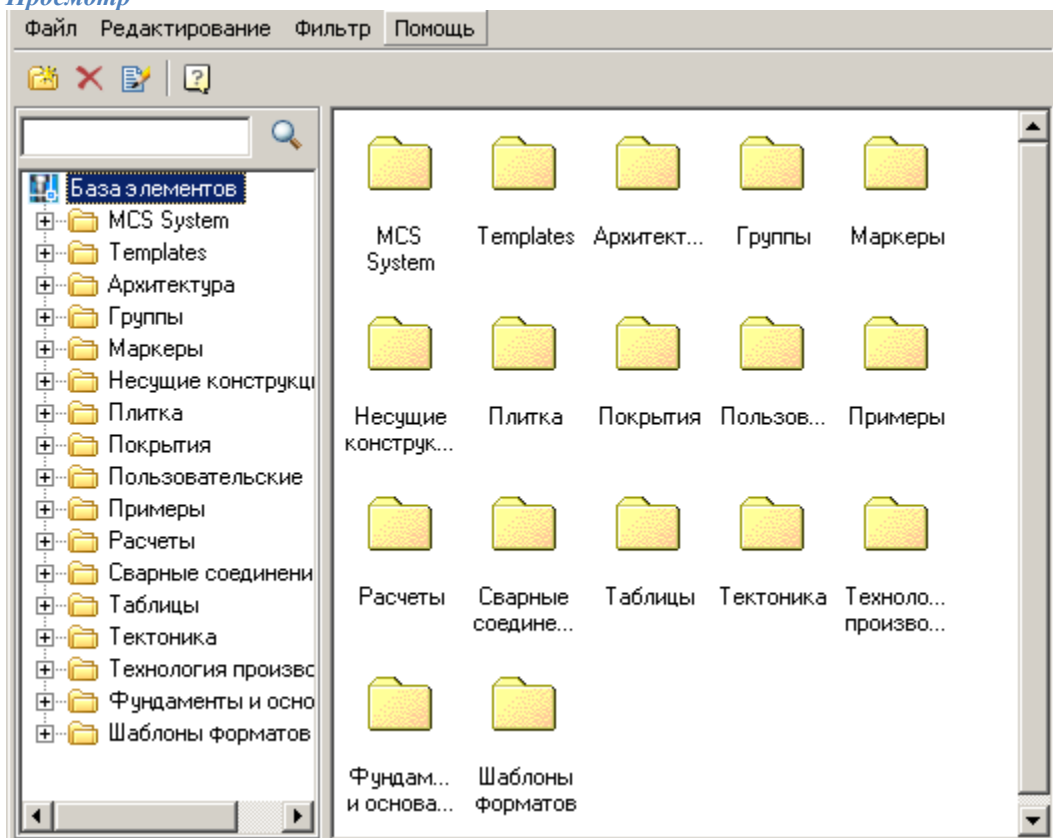 Просмотр
Файл Редактирование Фильтр Помощь
База элементов
MCS System
Templates
Архитектура
Группы
Маркеры
Несущие конструкци
Плитка
Покрытия
Пользовательские
Примеры
Расчеты
Сварные соединени
Таблицы
Тектоника
Технология произвс
Фундаменты и осно
Шаблоны форматов
MCS System
Templates
Архитект...
Группы
Маркеры
Несущие
конструк...
Плитка
Покрытия
Пользов...
Примеры
Расчеты
Сварные
соедине...
Таблицы
Тектоника
Техноло...
произво...
Фундам...
и основа...
Шаблоны
форматов